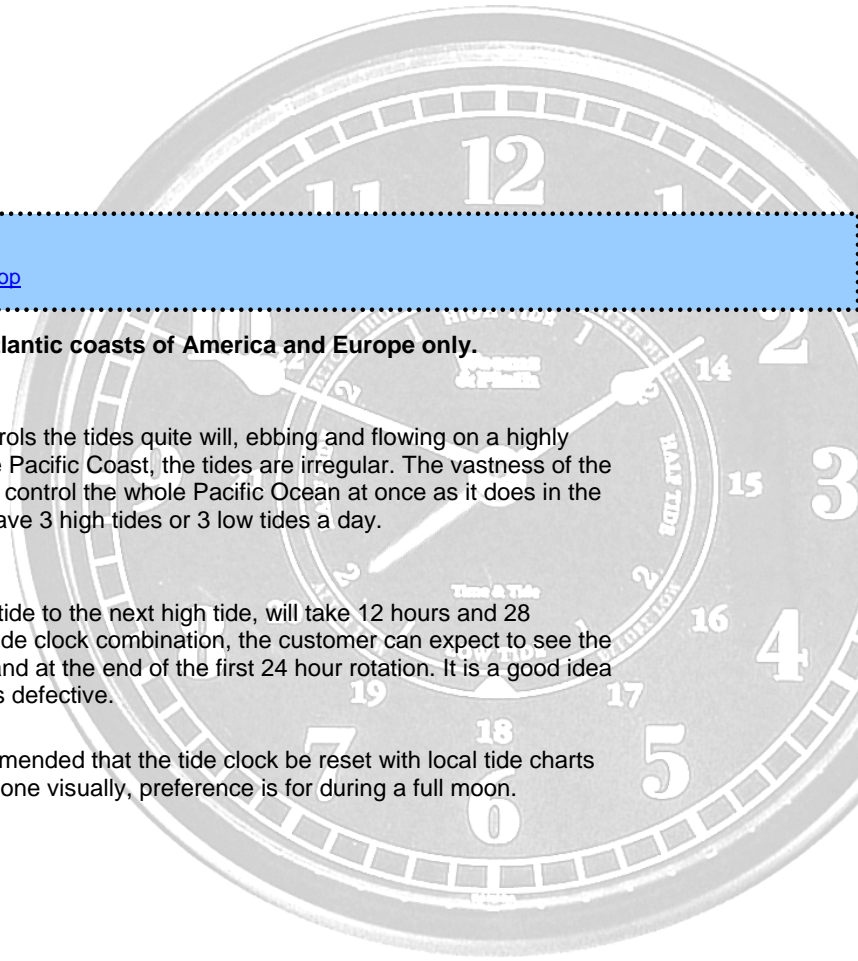 12
11
1
op
HIGH TIDE
10
2
tlantic coasts of America and Europe only.
14
rols the tides quite will, ebbing and flowing on a highly
e Pacific Coast, the tides are irregular. The vastness of the
control the whole Pacific Ocean at once as it does in the
ave 3 high tides or 3 low tides a day.
HALF TIDE
15
3
9
tide to the next high tide, will take 12 hours and 28
ide clock combination, the customer can expect to see the
and at the end of the first 24 hour rotation. It is a good idea
s defective.
Time & Tide
LOW TIDE
16
4
19
17
18
7
5
mended that the tide clock be reset with local tide charts
one visually, preference is for during a full moon.
6